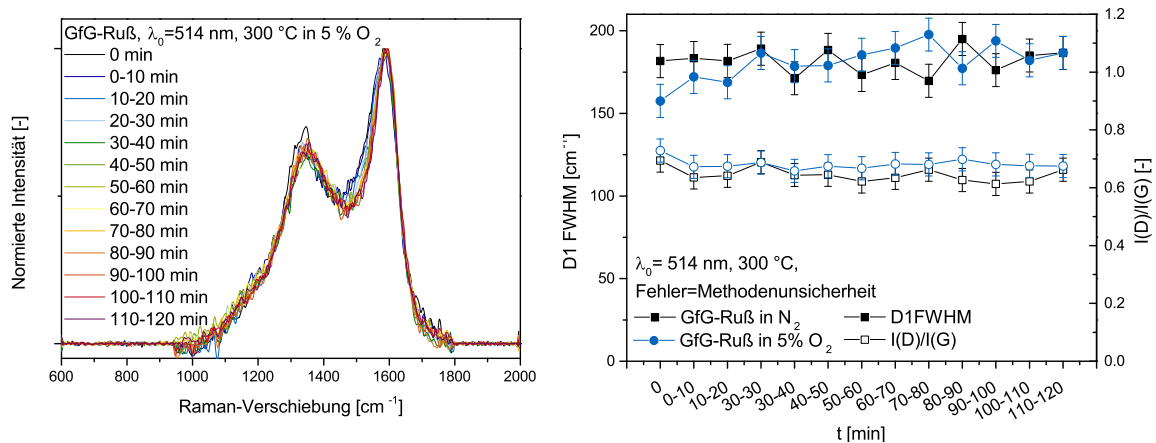 GfG-Ruß, λ₀=514 nm, 300 °C in 5 % O₂
0 min
0-10 min
10-20 min
20-30 min
30-40 min
40-50 min
50-60 min
60-70 min
70-80 min
80-90 min
90-100 min
100-110 min
110-120 min
Normierte Intensität [-]
600 800 1000 1200 1400 1600 1800 2000
Raman-Verschiebung [cm⁻¹]
200
150
100
50
0
D1 FWHM [cm⁻¹]
1.2
1.0
0.8
0.6
0.4
0.2
0.0
I(D)/I(G) [-]
λ₀= 514 nm, 300 °C,
Fehler=Methodenunsicherheit
GfG-Ruß in N₂ D1FWHM
GfG-Ruß in 5% O₂ I(D)/I(G)
0 0-10 10-20 30-30 30-40 40-50 50-60 60-70 70-80 80-90 90-100 100-110 110-120
t [min]